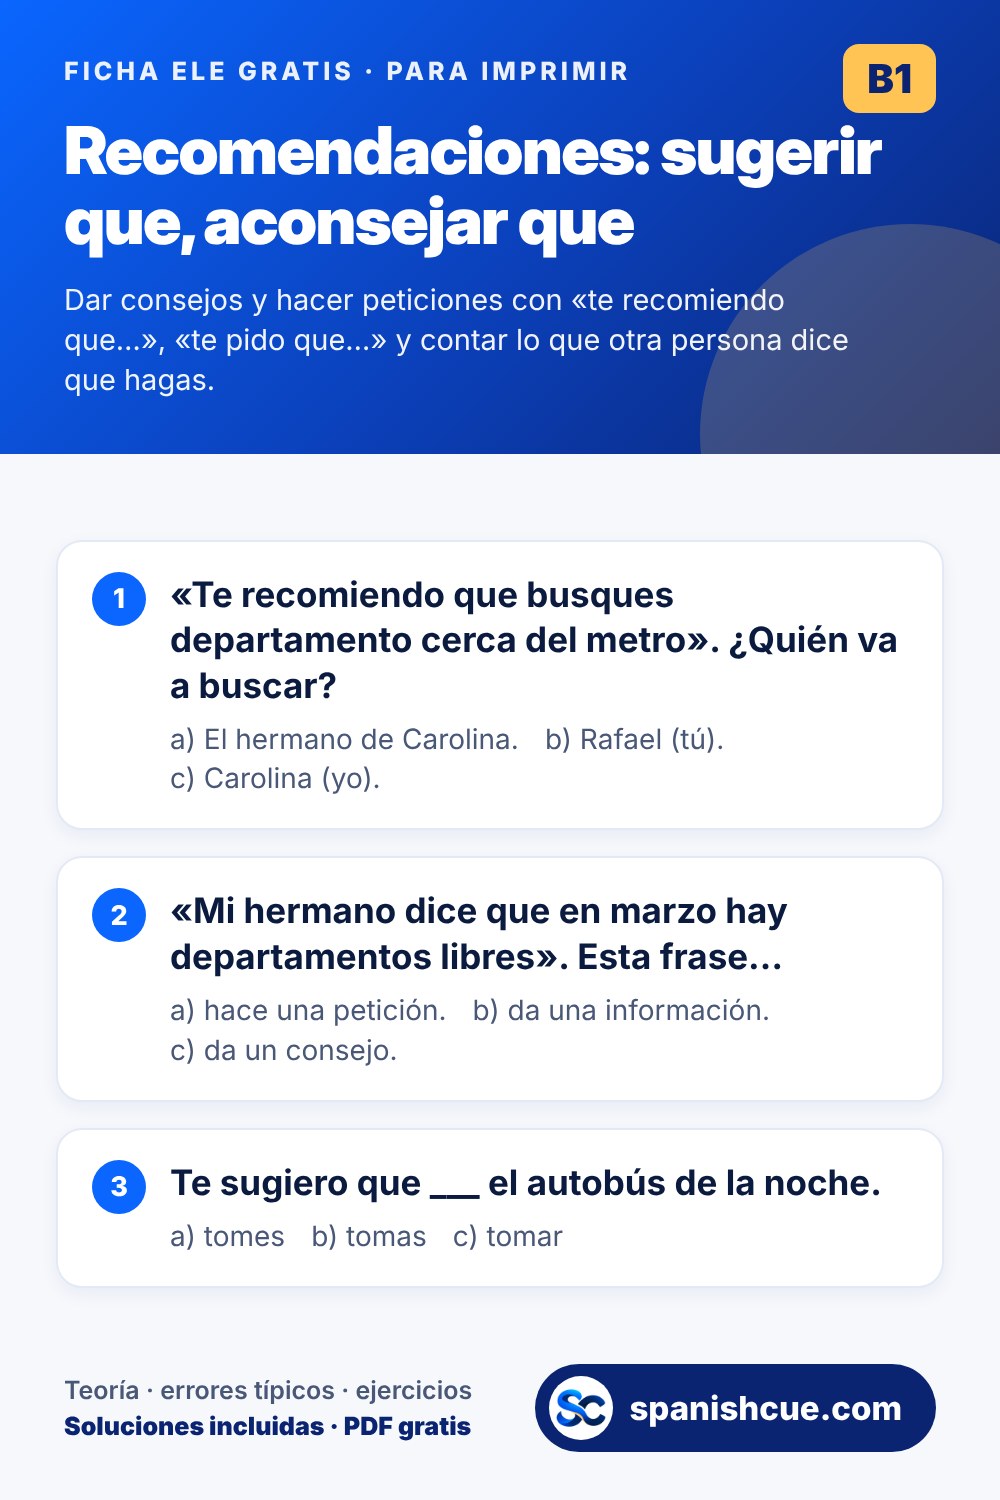 FICHA ELE GRATIS · PARA IMPRIMIR
B1
Recomendaciones: sugerir
que, aconsejar que
Dar consejos y hacer peticiones con «te recomiendo
que...», «te pido que...» y contar lo que otra persona dice
que hagas.
1
«Te recomiendo que busques
departamento cerca del metro». ¿Quién va
a buscar?
a) El hermano de Carolina. b) Rafael (tú).
c) Carolina (yo).
2
«Mi hermano dice que en marzo hay
departamentos libres». Esta frase...
a) hace una petición. b) da una información.
c) da un consejo.
3
Te sugiero que ___ el autobús de la noche.
a) tomes b) tomas c) tomar
Teoría · errores típicos · ejercicios
Soluciones incluidas · PDF gratis
SC spanishcue.com